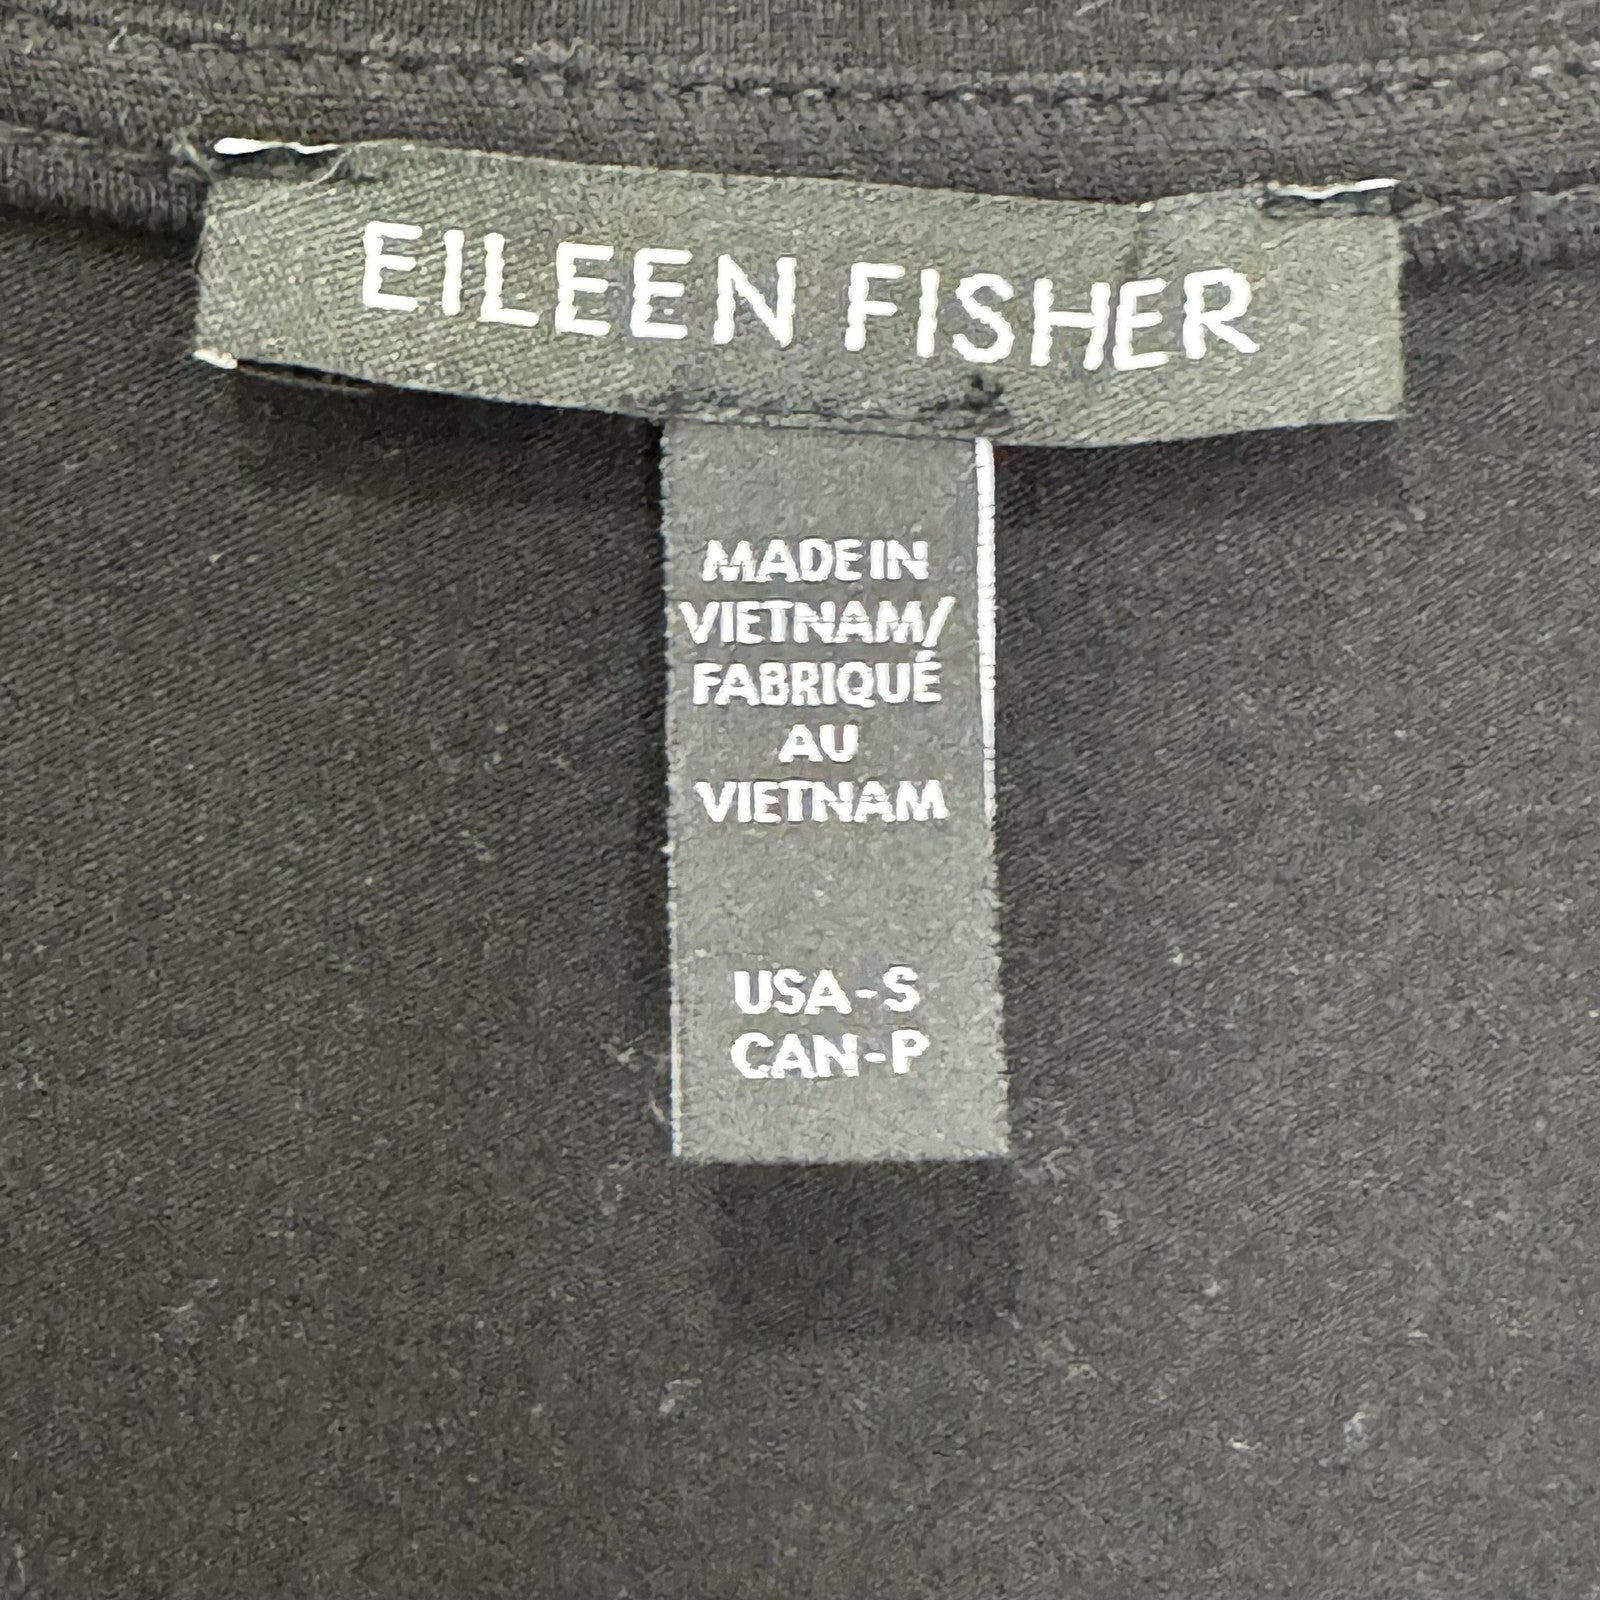 EILEEN FISHER
MADE IN
VIETNAM/
FABRIQUÉ
AU
VIETNAM
USA-S
CAN-P